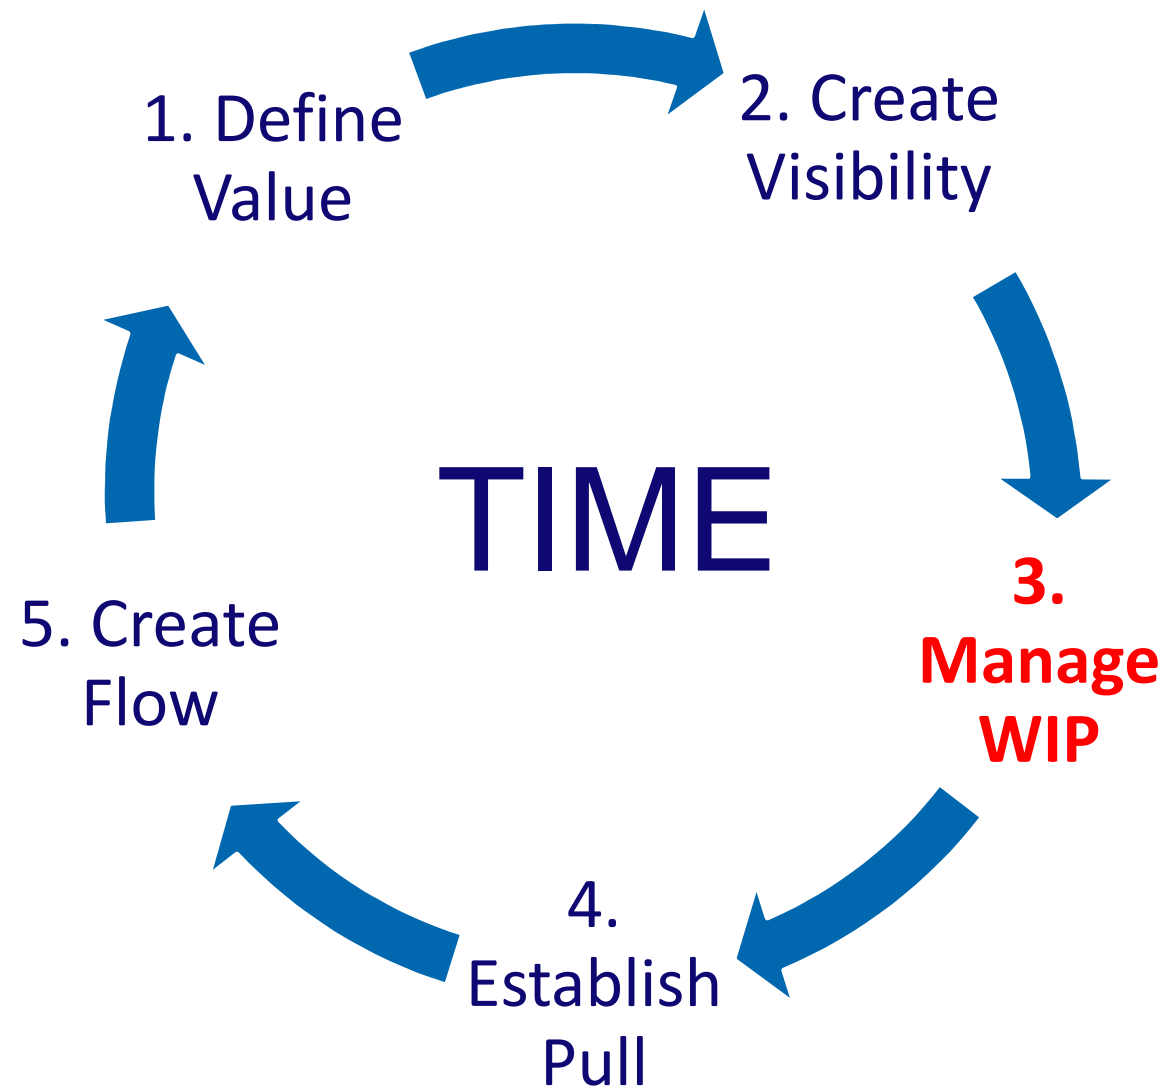 1. Define
Value
2. Create
Visibility
TIME
3.
Manage
WIP
4.
Establish
Pull
5. Create
Flow